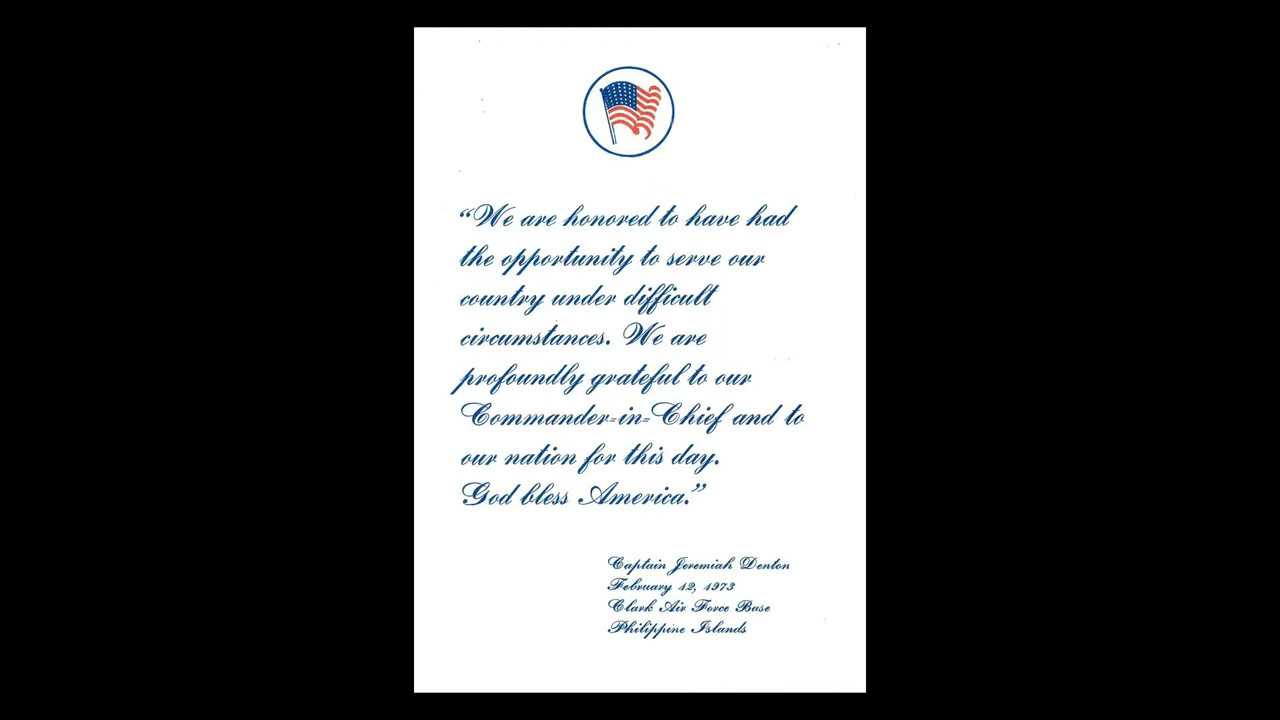 “We are honored to have had
the opportunity to serve our
country under difficult
circumstances. We are
profoundly grateful to our
Commander-in-Chief and to
our nation for this day.
God bless America.”
Captain Jeremiah Denton
February 12, 1973
Clark Air Force Base
Philippine Islands